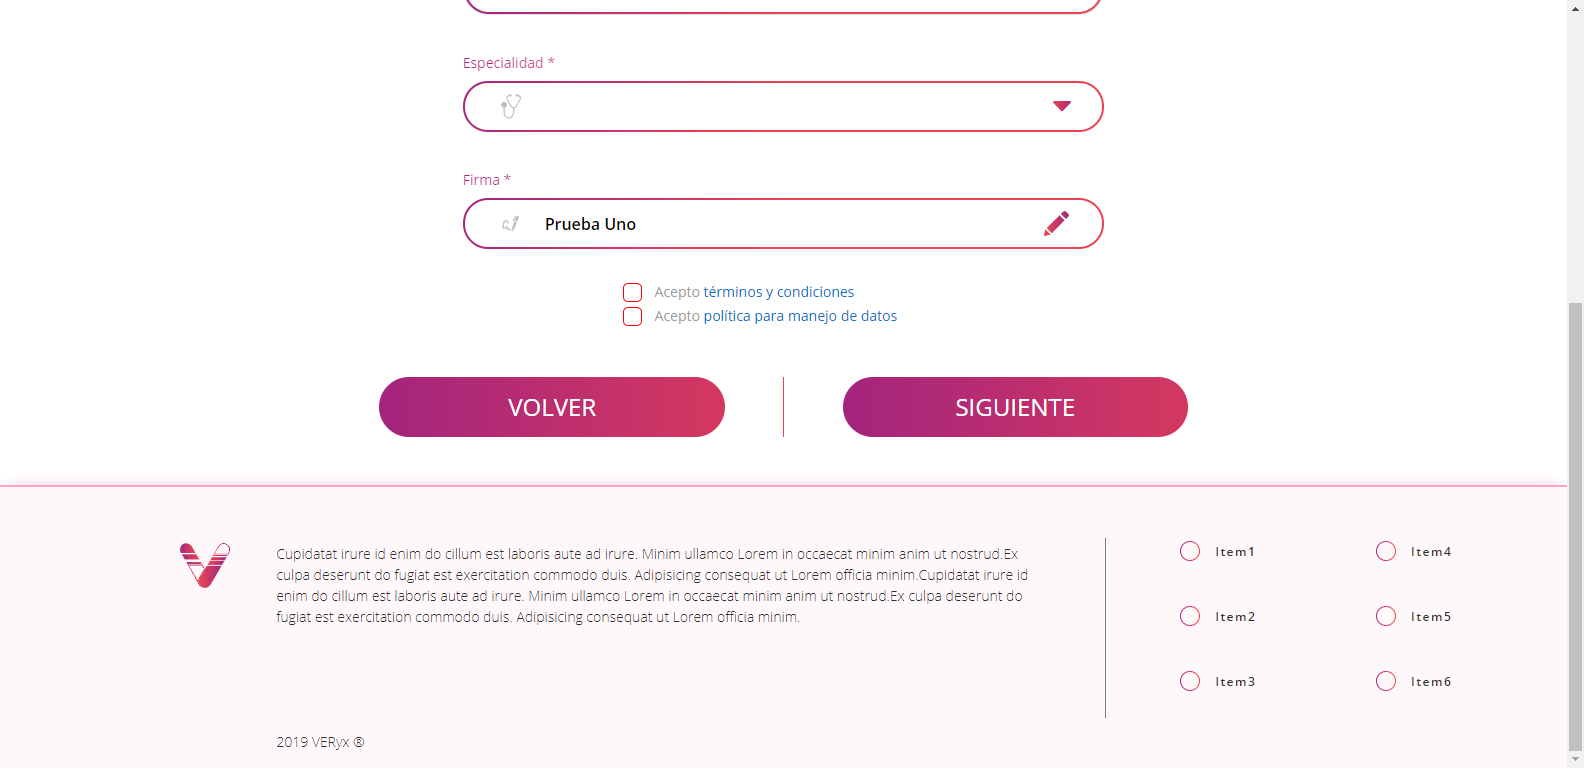 Especialidad *
Firma *
Prueba Uno
Acepto términos y condiciones
Acepto política para manejo de datos
VOLVER
SIGUIENTE
Cupidatat irure id enim do cillum est laboris aute ad irure. Minim ullamco Lorem in occaecat minim anim ut nostrud.Ex
culpa deserunt do fugiat est exercitation commodo duis. Adipisicing consequat ut Lorem officia minim.Cupidatat irure id
enim do cillum est laboris aute ad irure. Minim ullamco Lorem in occaecat minim anim ut nostrud.Ex culpa deserunt do
fugiat est exercitation commodo duis. Adipisicing consequat ut Lorem officia minim.
2019 VERyx ®
Item1
Item2
Item3
Item4
Item5
Item6